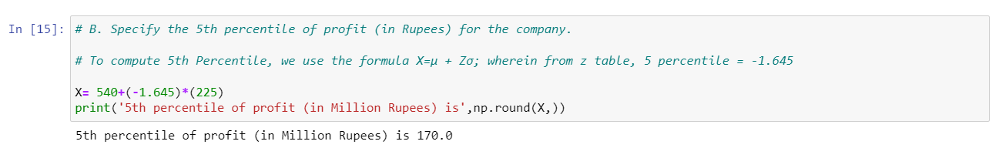 In [15]: # B. Specify the 5th percentile of profit (in Rupees) for the company.
# To compute 5th Percentile, we use the formula X=μ + Zσ; wherein from z table, 5 percentile = -1.645
X= 540+(-1.645)*(225)
print('5th percentile of profit (in Million Rupees) is',np.round(X,))
5th percentile of profit (in Million Rupees) is 170.0